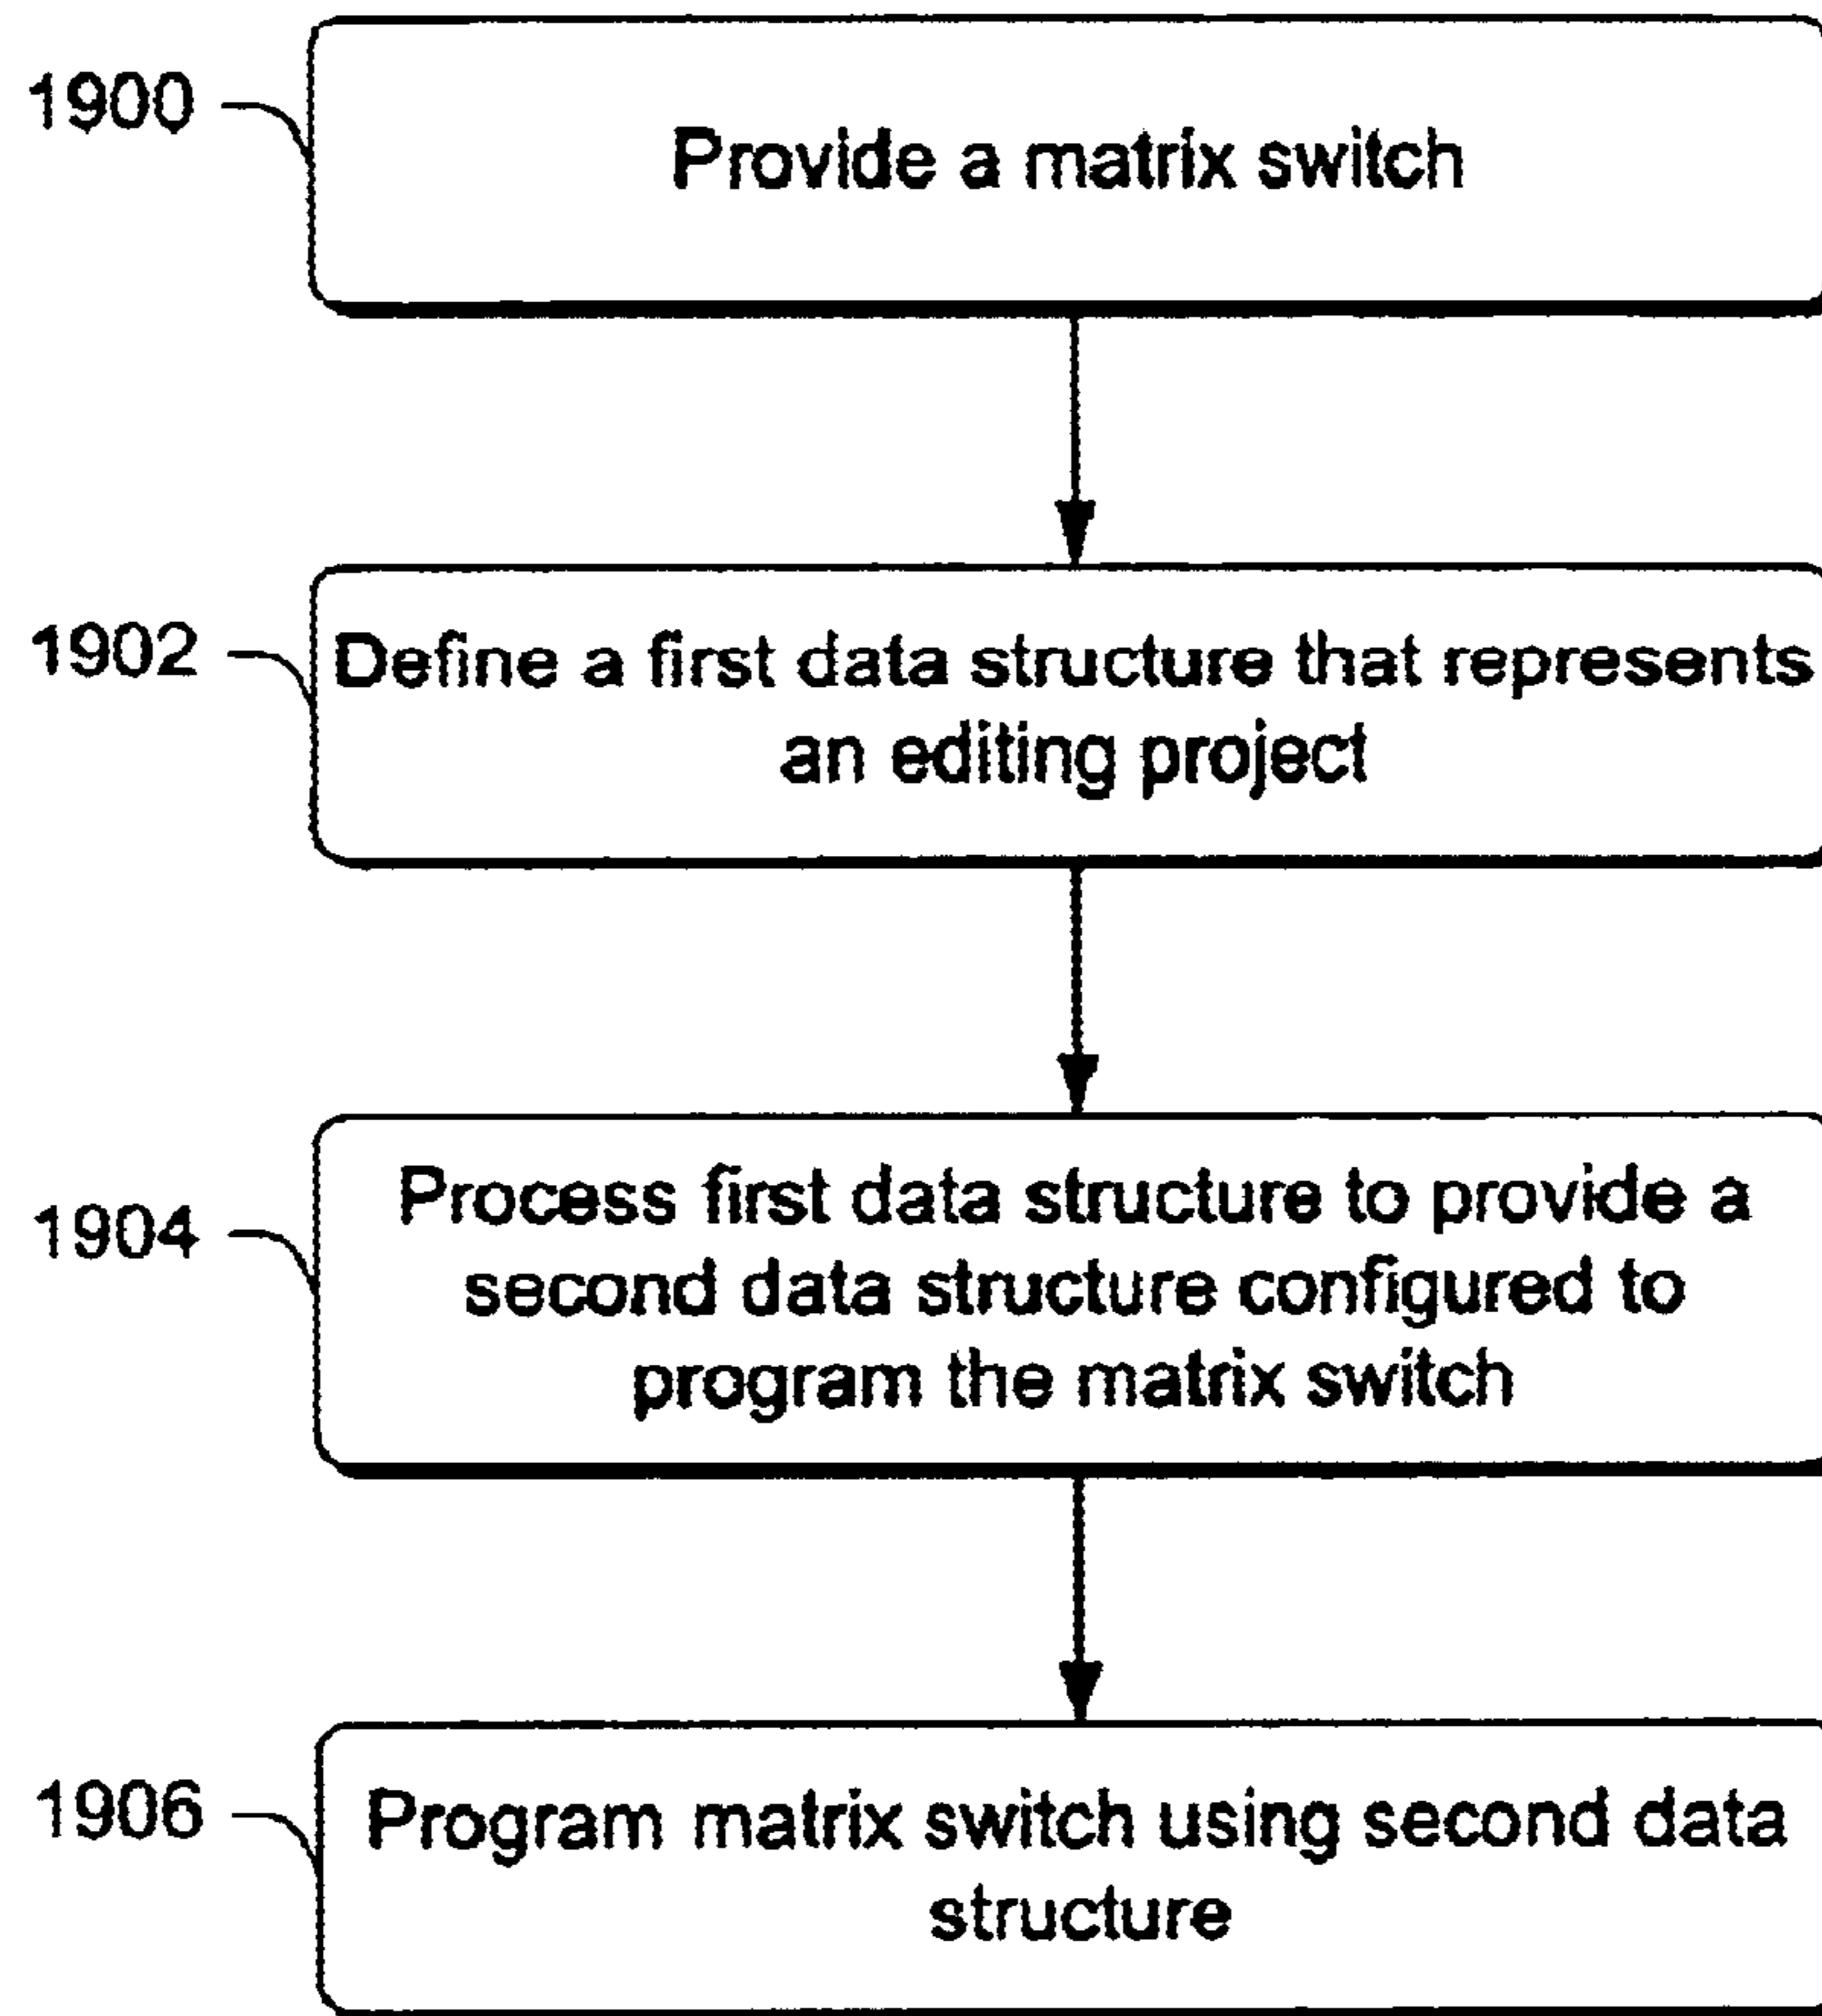 1900
Provide a matrix switch
1902
Define a first data structure that represents
an editing project
1904
Process first data structure to provide a
second data structure configured to
program the matrix switch
1906
Program matrix switch using second data
structure